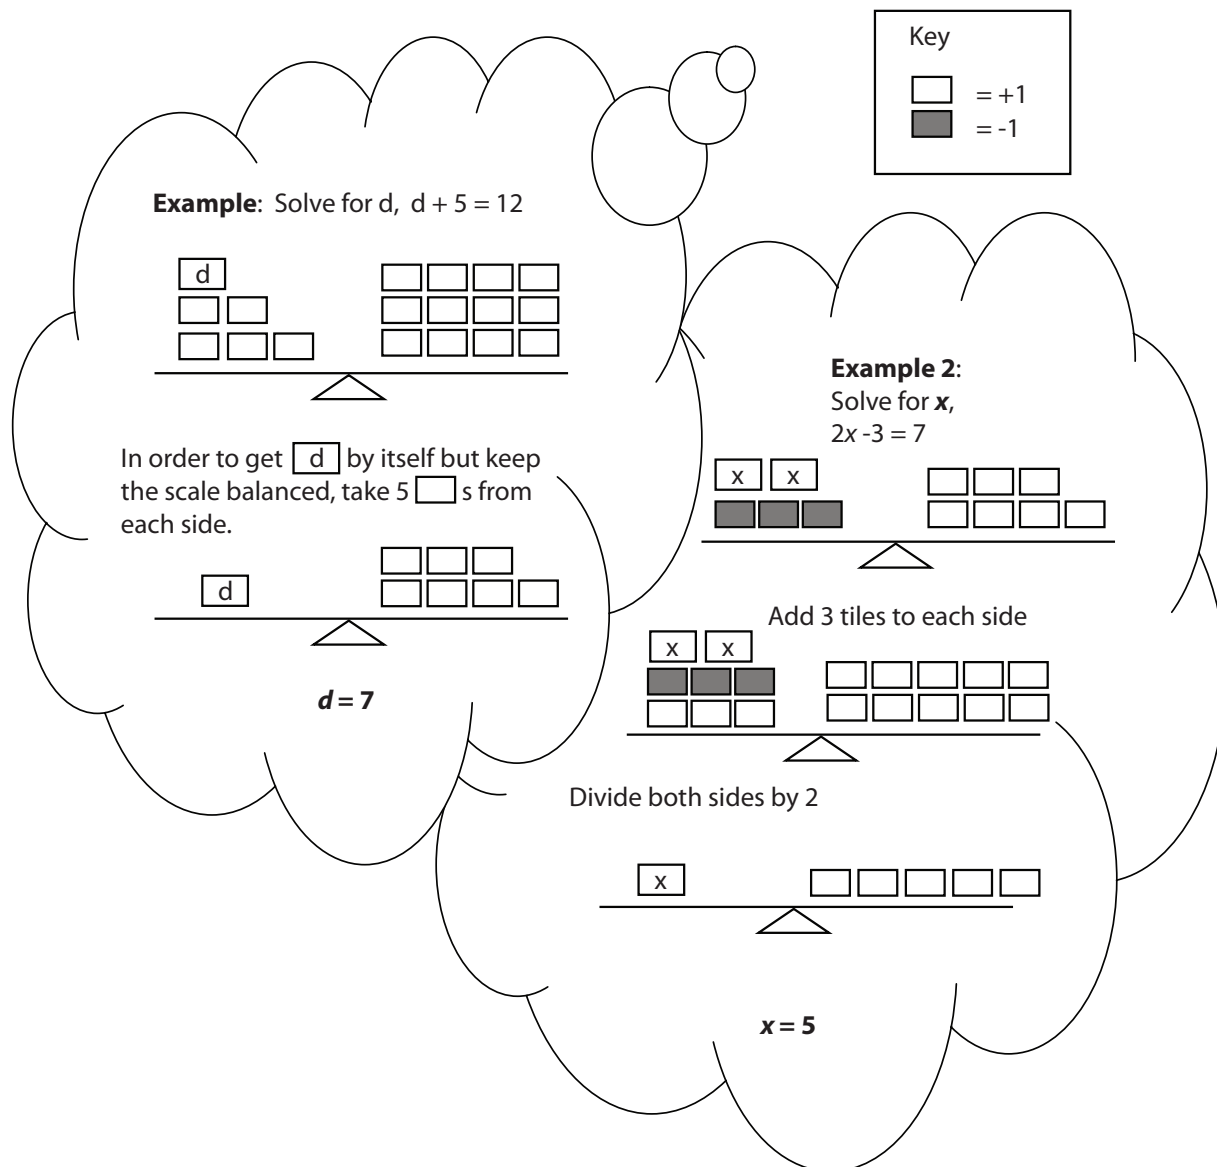 Key
= +1
= -1
Example: Solve for d, d + 5 = 12
d
In order to get d by itself but keep
the scale balanced, take 5 s from
each side.
d
d = 7
Example 2:
Solve for x,
2x -3 = 7
x x
Add 3 tiles to each side
x x
Divide both sides by 2
x
x = 5